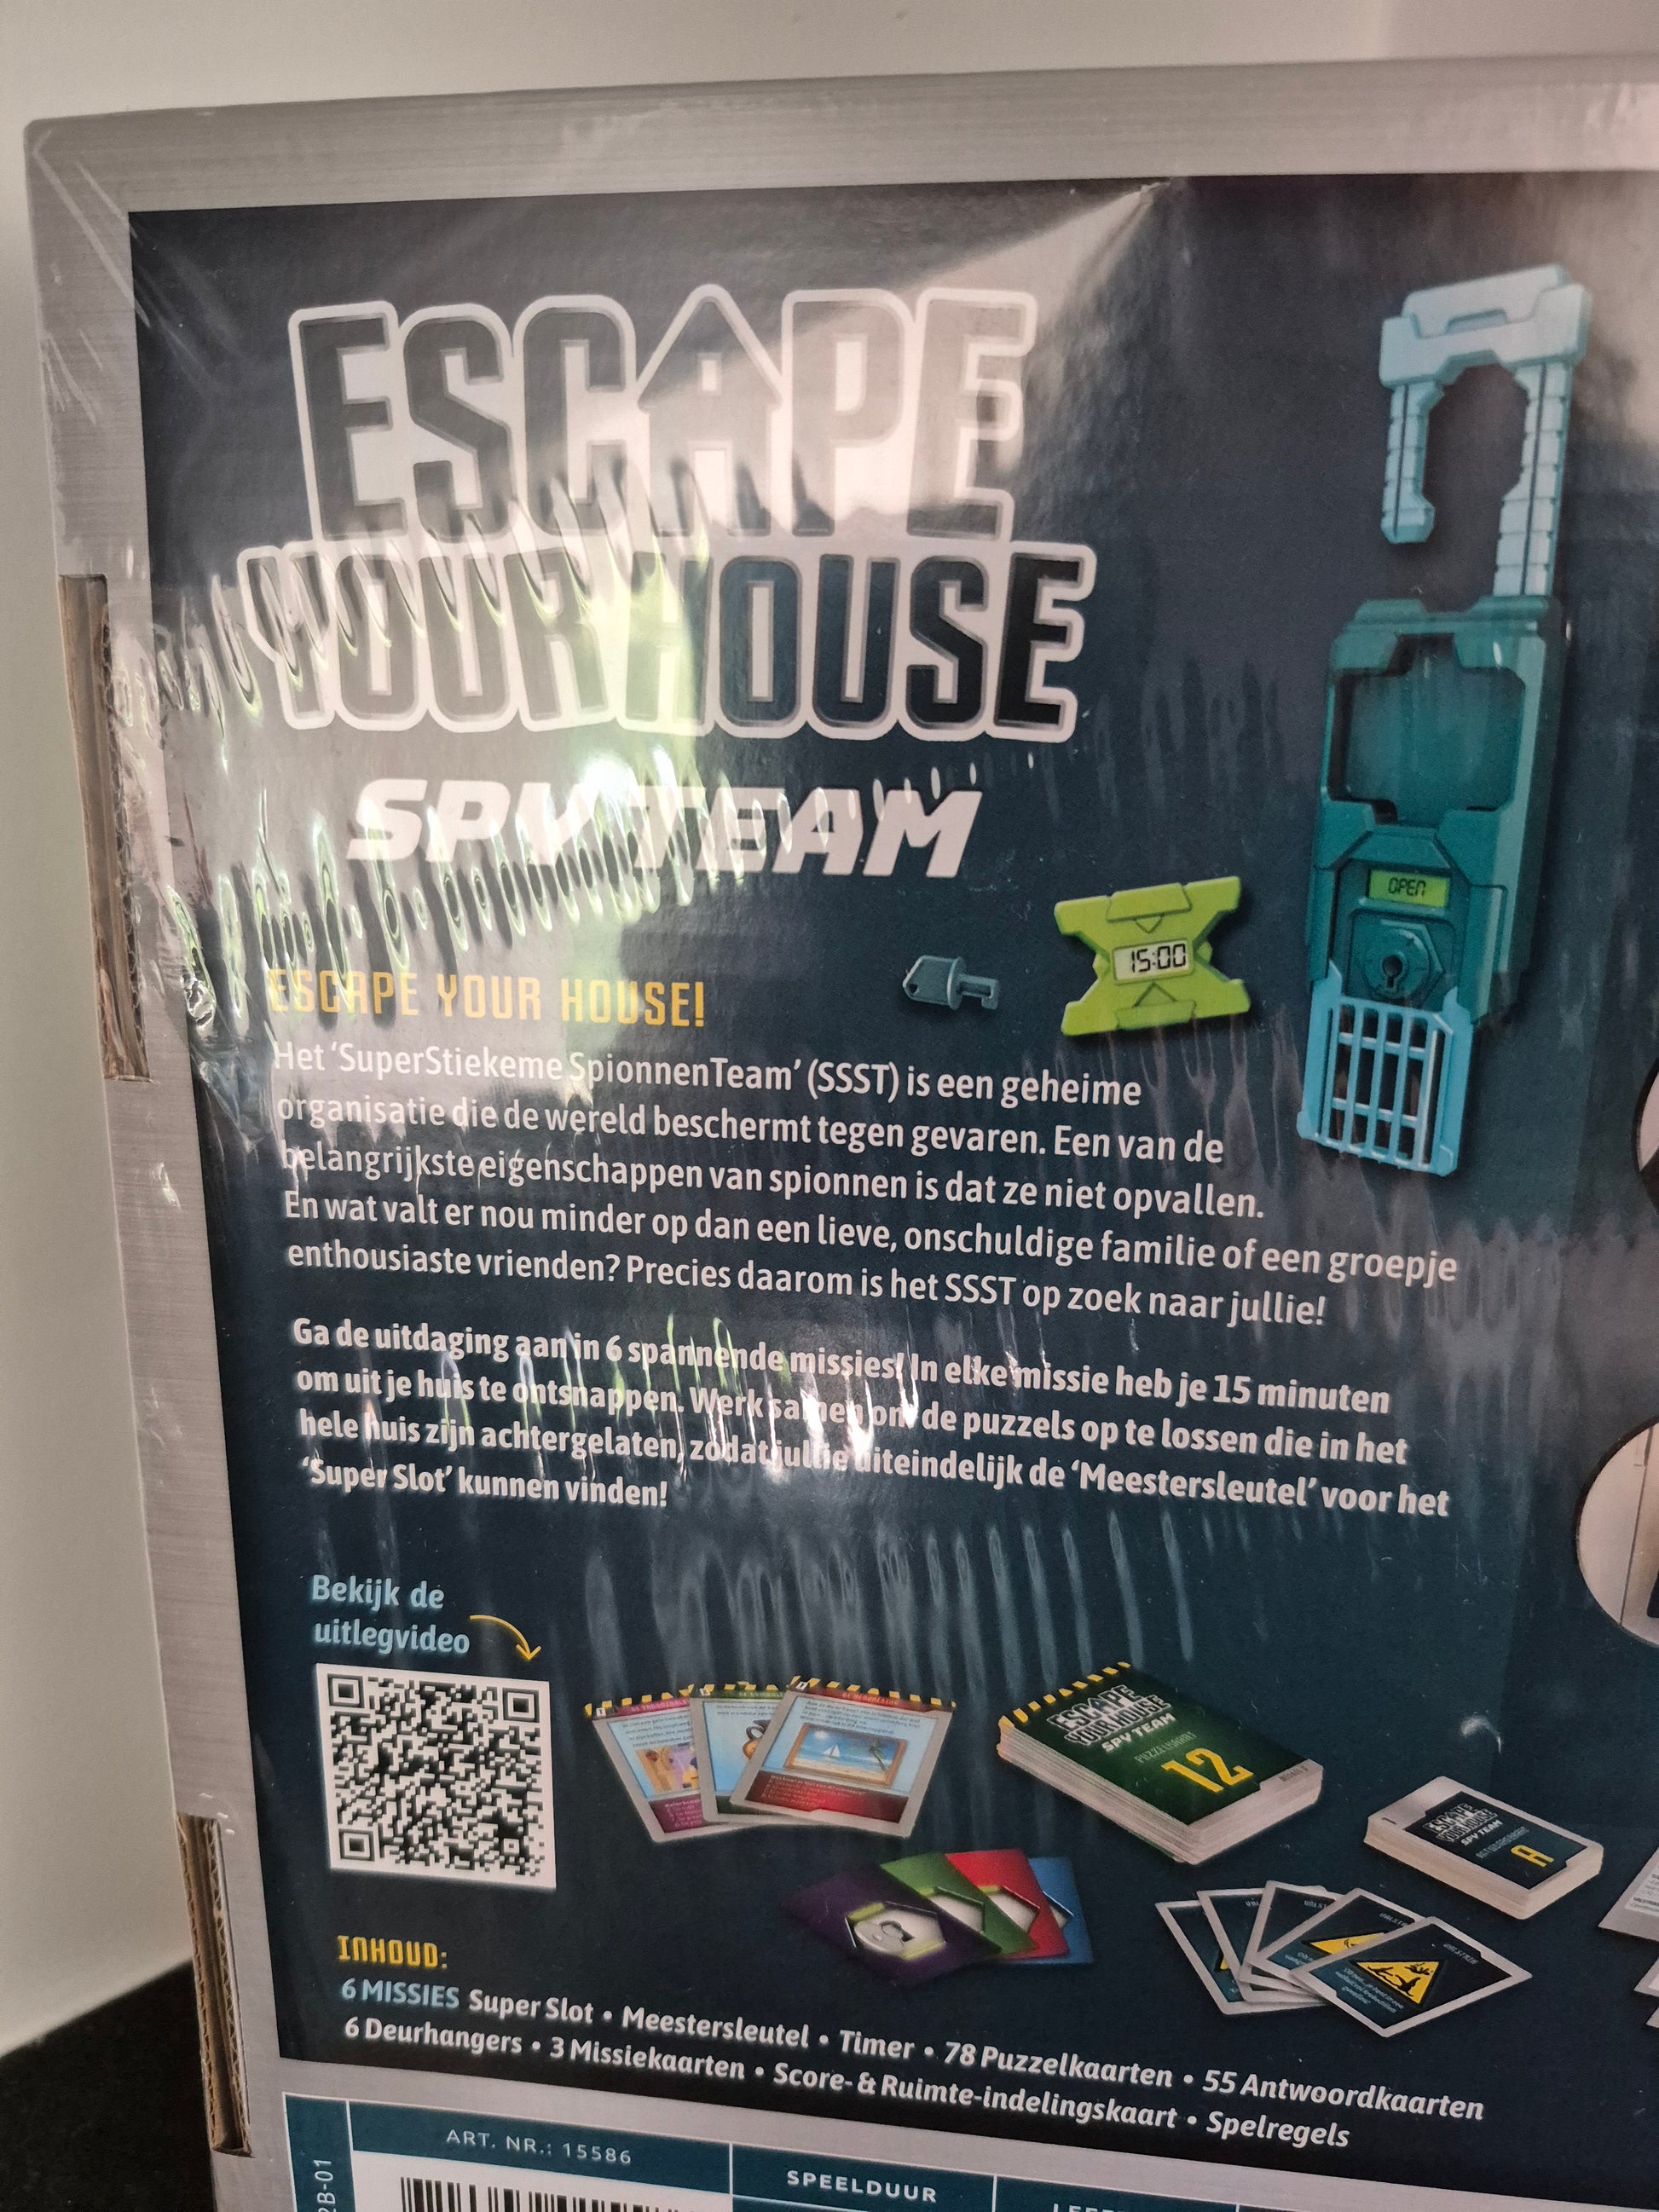 ESCAPE
YOUR HOUSE
SPY TEAM
OPEN
15:00
ESCAPE YOUR HOUSE!
Het ‘SuperStiekeme SpionnenTeam’ (SSST) is een geheime
organisatie die de wereld beschermt tegen gevaren. Een van de
belangrijkste eigenschappen van spionnen is dat ze niet opvallen.
En wat valt er nou minder op dan een lieve, onschuldige familie of een groepje
enthousiaste vrienden? Precies daarom is het SSST op zoek naar jullie!
Ga de uitdaging aan in 6 spannende missies! In elke missie heb je 15 minuten
om uit je huis te ontsnappen. Werk samen om de puzzels op te lossen die in het
hele huis zijn achtergelaten, zodat jullie uiteindelijk de ‘Meestersleutel’ voor het
‘Super Slot’ kunnen vinden!
Bekijk de
uitlegvideo
ESCAPE
YOUR HOUSE
SPY TEAM
12
ESCAPE
YOUR HOUSE
SPY TEAM
A
INHOUD:
6 MISSIES Super Slot • Meestersleutel • Timer • 78 Puzzelkaarten • 55 Antwoordkaarten
6 Deurhangers • 3 Missiekaarten • Score- & Ruimte-indelingskaart • Spelregels
ART. NR.: 15586
SPEELDUUR
B-01